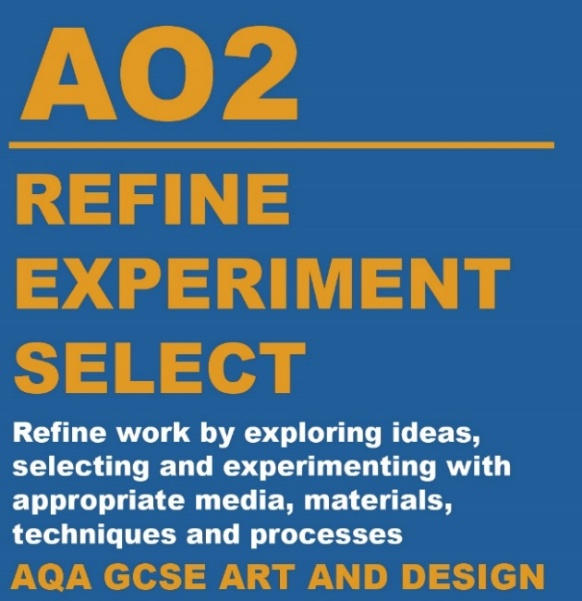 AO2
REFINE
EXPERIMENT
SELECT
Refine work by exploring ideas,
selecting and experimenting with
appropriate media, materials,
techniques and processes
AQA GCSE ART AND DESIGN